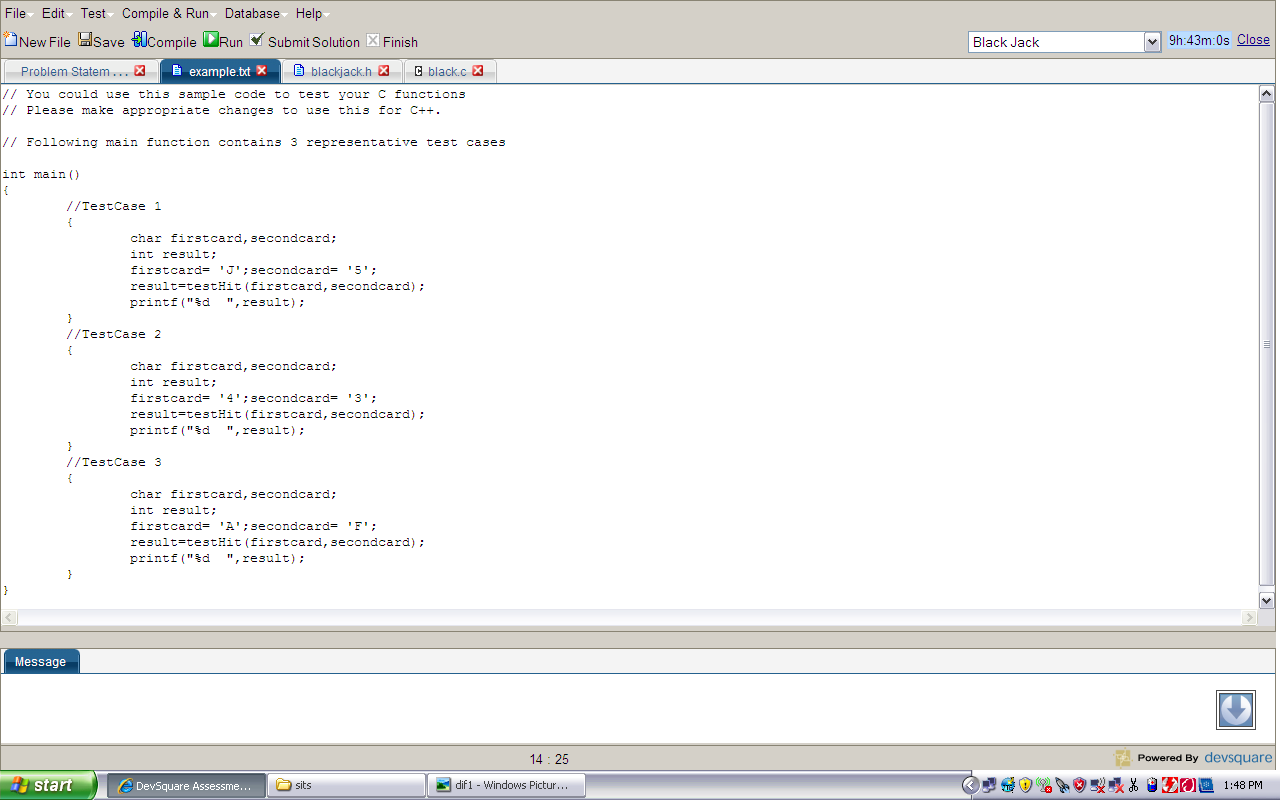 File Edit Test Compile & Run Database Help
New File Save Compile Run Submit Solution Finish Black Jack 9h:43m:0s Close
Problem Statem . . . example.txt blackjack.h black.c
// You could use this sample code to test your C functions
// Please make appropriate changes to use this for C++.
// Following main function contains 3 representative test cases
int main()
{
//TestCase 1
{
char firstcard,secondcard;
int result;
firstcard= 'J';secondcard= '5';
result=testHit(firstcard,secondcard);
printf("%d  ",result);
}
//TestCase 2
{
char firstcard,secondcard;
int result;
firstcard= '4';secondcard= '3';
result=testHit(firstcard,secondcard);
printf("%d  ",result);
}
//TestCase 3
{
char firstcard,secondcard;
int result;
firstcard= 'A';secondcard= 'F';
result=testHit(firstcard,secondcard);
printf("%d  ",result);
}
}
Message
14 : 25 Powered By devsquare
start DevSquare Assessme... sits dif1 - Windows Pictur... 1:48 PM